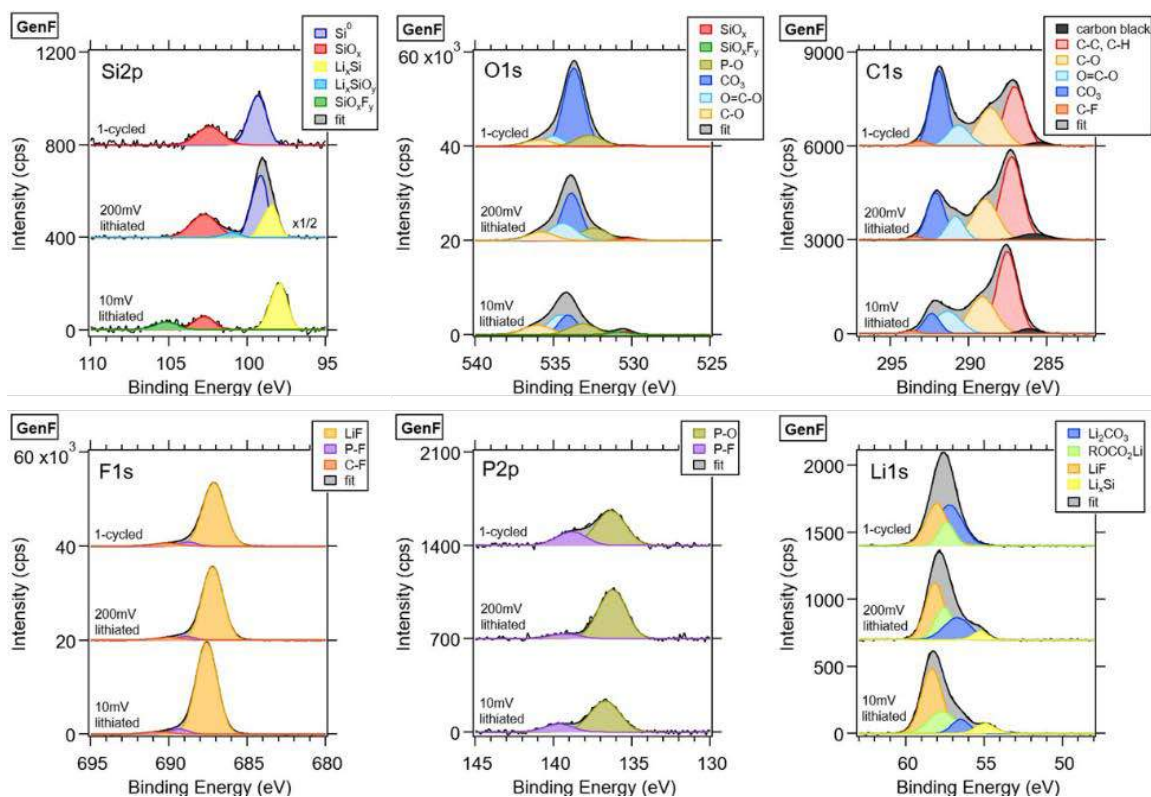 GenF
Si2p
1200
800
400
0
Intensity (cps)
1-cycled
200mV
lithiated
x1/2
10mV
lithiated
110
105
100
95
Binding Energy (eV)
Si⁰
SiOₓ
LiₓSi
LiₓSiOᵧ
SiOₓFᵧ
fit
GenF
O1s
60 x10³
40
20
0
Intensity (cps)
1-cycled
200mV
lithiated
10mV
lithiated
540
535
530
525
Binding Energy (eV)
SiOₓ
SiOₓFᵧ
P-O
CO₃
O=C-O
C-O
fit
GenF
C1s
9000
6000
3000
0
Intensity (cps)
1-cycled
200mV
lithiated
10mV
lithiated
295
290
285
Binding Energy (eV)
carbon black
C-C, C-H
C-O
O=C-O
CO₃
C-F
fit
GenF
F1s
60 x10³
40
20
0
Intensity (cps)
1-cycled
200mV
lithiated
10mV
lithiated
695
690
685
680
Binding Energy (eV)
LiF
P-F
C-F
fit
GenF
P2p
2100
1400
700
0
Intensity (cps)
1-cycled
200mV
lithiated
10mV
lithiated
145
140
135
130
Binding Energy (eV)
P-O
P-F
fit
GenF
Li1s
2000
1500
1000
500
0
Intensity (cps)
1-cycled
200mV
lithiated
10mV
lithiated
60
55
50
Binding Energy (eV)
Li₂CO₃
ROCO₂Li
LiF
LiₓSi
fit